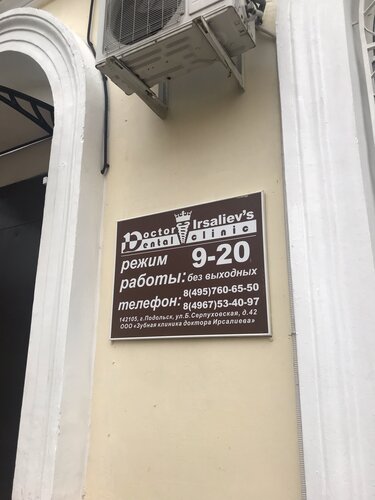 Doctor Irsaliev's
Dental clinic
режим 9-20
работы: без выходных
телефон: 8(495)760-65-50
8(4967)53-40-97
142105, г.Подольск, ул.Б.Серпуховская, д.42
ООО «Зубная клиника доктора Ирсалиева»